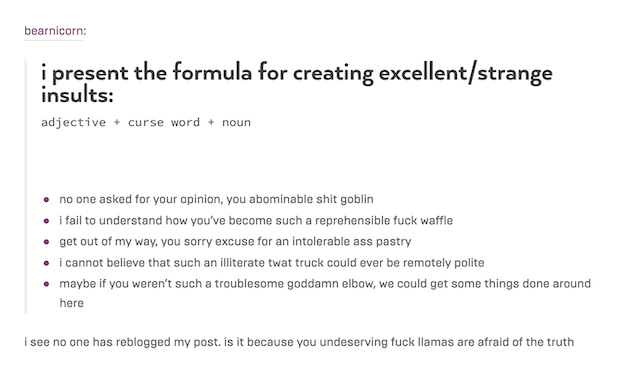 bearnicorn:
i present the formula for creating excellent/strange
insults:
adjective + curse word + noun
• no one asked for your opinion, you abominable shit goblin
• i fail to understand how you've become such a reprehensible fuck waffle
• get out of my way, you sorry excuse for an intolerable ass pastry
• i cannot believe that such an illiterate twat truck could ever be remotely polite
• maybe if you weren't such a troublesome goddamn elbow, we could get some things done around
here
i see no one has reblogged my post. is it because you undeserving fuck llamas are afraid of the truth